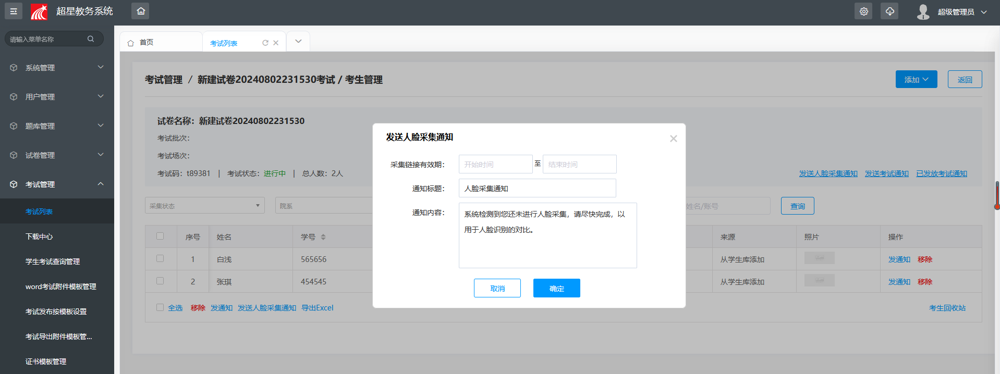 超星教务系统
超级管理员
请输入菜单名称
首页
考试列表
系统管理
用户管理
题库管理
试卷管理
考试管理
考试列表
下载中心
学生考试查询管理
word考试附件模板管理
考试发布按模板设置
考试导出附件模板管...
证书模板管理
考试管理 / 新建试卷20240802231530考试 / 考生管理
添加
返回
试卷名称：新建试卷20240802231530
考试批次：
考试场次：
考试码：t89381 | 考试状态：进行中 | 总人数：2人
发送人脸采集通知 发送考试通知 已发放考试通知
采集状态
院系
姓名/账号
查询
序号 姓名 学号 来源 照片 操作
1 白浅 565656 从学生库添加 发通知 移除
2 张琪 454545 从学生库添加 发通知 移除
全选 移除 发通知 发送人脸采集通知 导出Excel
考生回收站
发送人脸采集通知
采集链接有效期： 开始时间 至 结束时间
通知标题： 人脸采集通知
通知内容： 系统检测到您还未进行人脸采集，请尽快完成，以
用于人脸识别的对比。
取消
确定